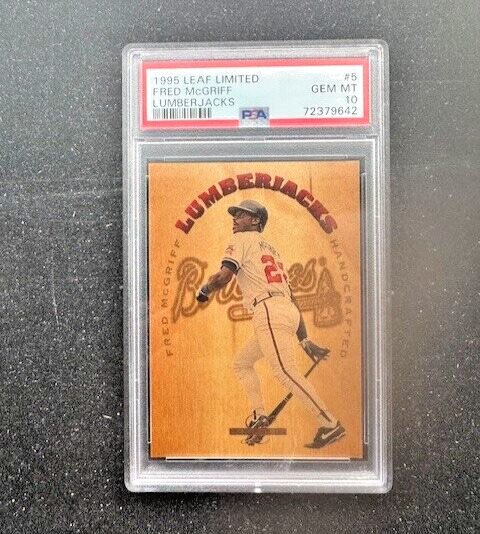 1995 LEAF LIMITED #5
FRED McGRIFF GEM MT
LUMBERJACKS 10
PSA 72379642
LUMBERJACKS
FRED McGRIFF
HANDCRAFTED
Braves